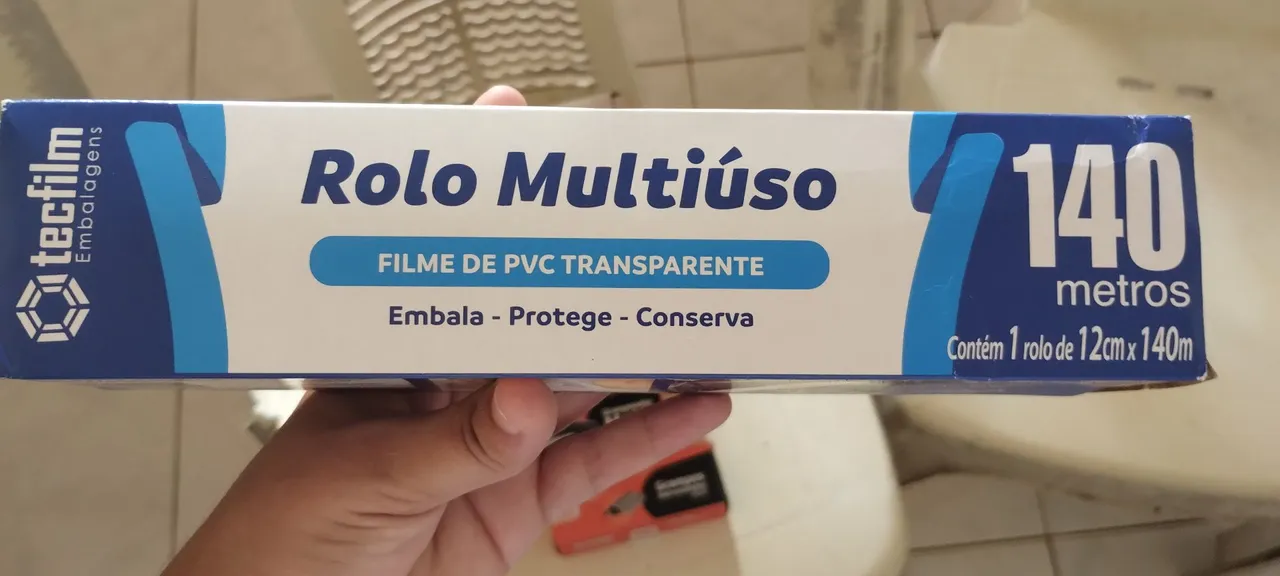 tecfilm
Embalagens
Rolo Multiúso
FILME DE PVC TRANSPARENTE
Embala - Protege - Conserva
140
metros
Contém 1 rolo de 12cm x 140m